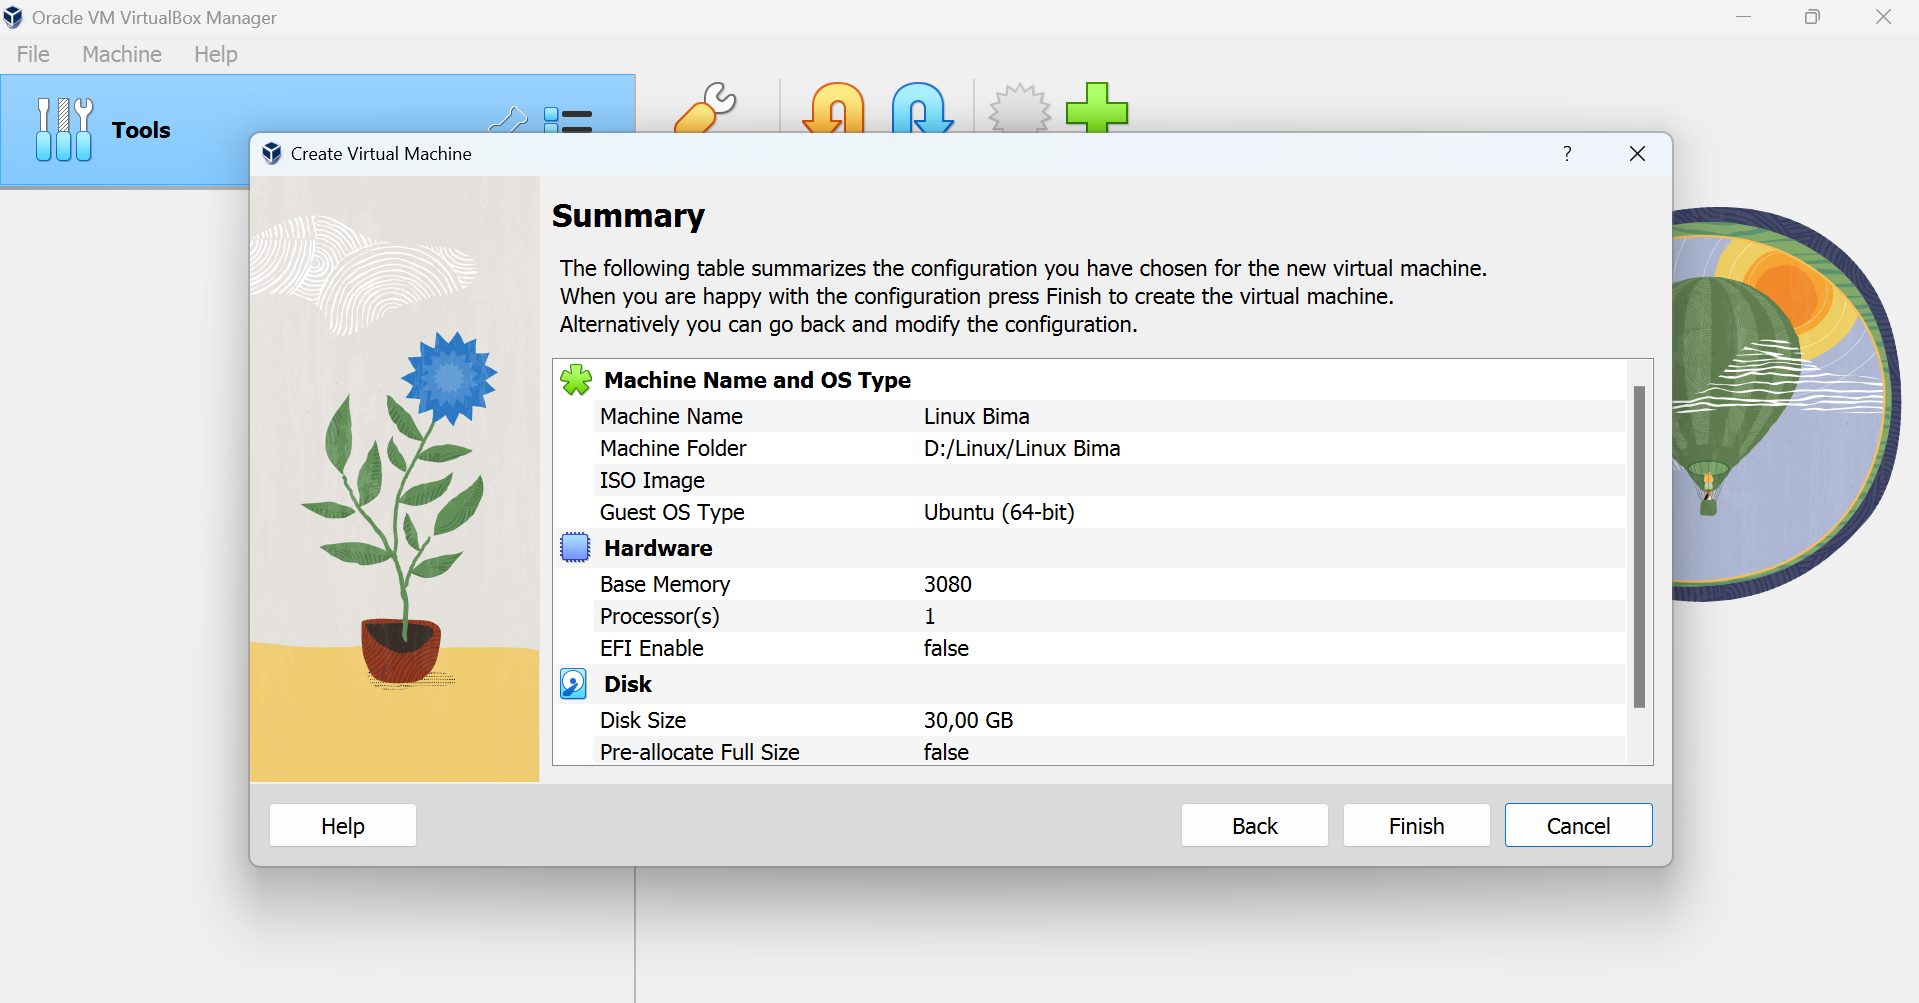 Oracle VM VirtualBox Manager
File Machine Help
Tools
Create Virtual Machine ?
Summary
The following table summarizes the configuration you have chosen for the new virtual machine.
When you are happy with the configuration press Finish to create the virtual machine.
Alternatively you can go back and modify the configuration.
Machine Name and OS Type
Machine Name Linux Bima
Machine Folder D:/Linux/Linux Bima
ISO Image
Guest OS Type Ubuntu (64-bit)
Hardware
Base Memory 3080
Processor(s) 1
EFI Enable false
Disk
Disk Size 30,00 GB
Pre-allocate Full Size false
Help Back Finish Cancel